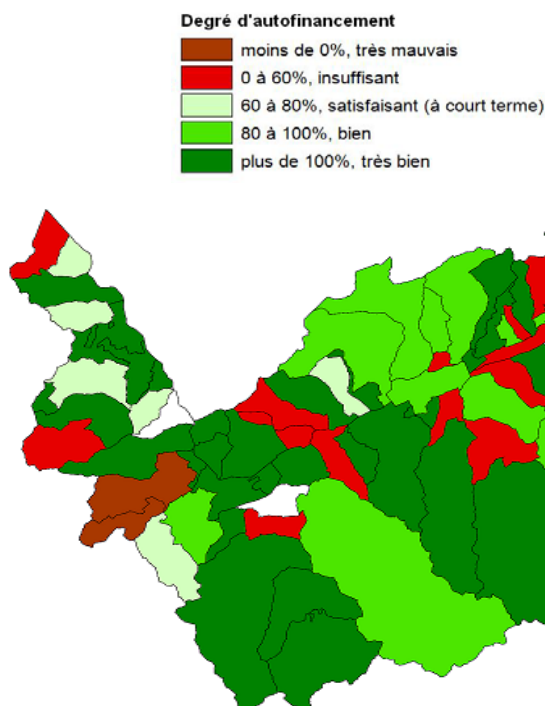 Degré d'autofinancement
moins de 0%, très mauvais
0 à 60%, insuffisant
60 à 80%, satisfaisant (à court terme)
80 à 100%, bien
plus de 100%, très bien